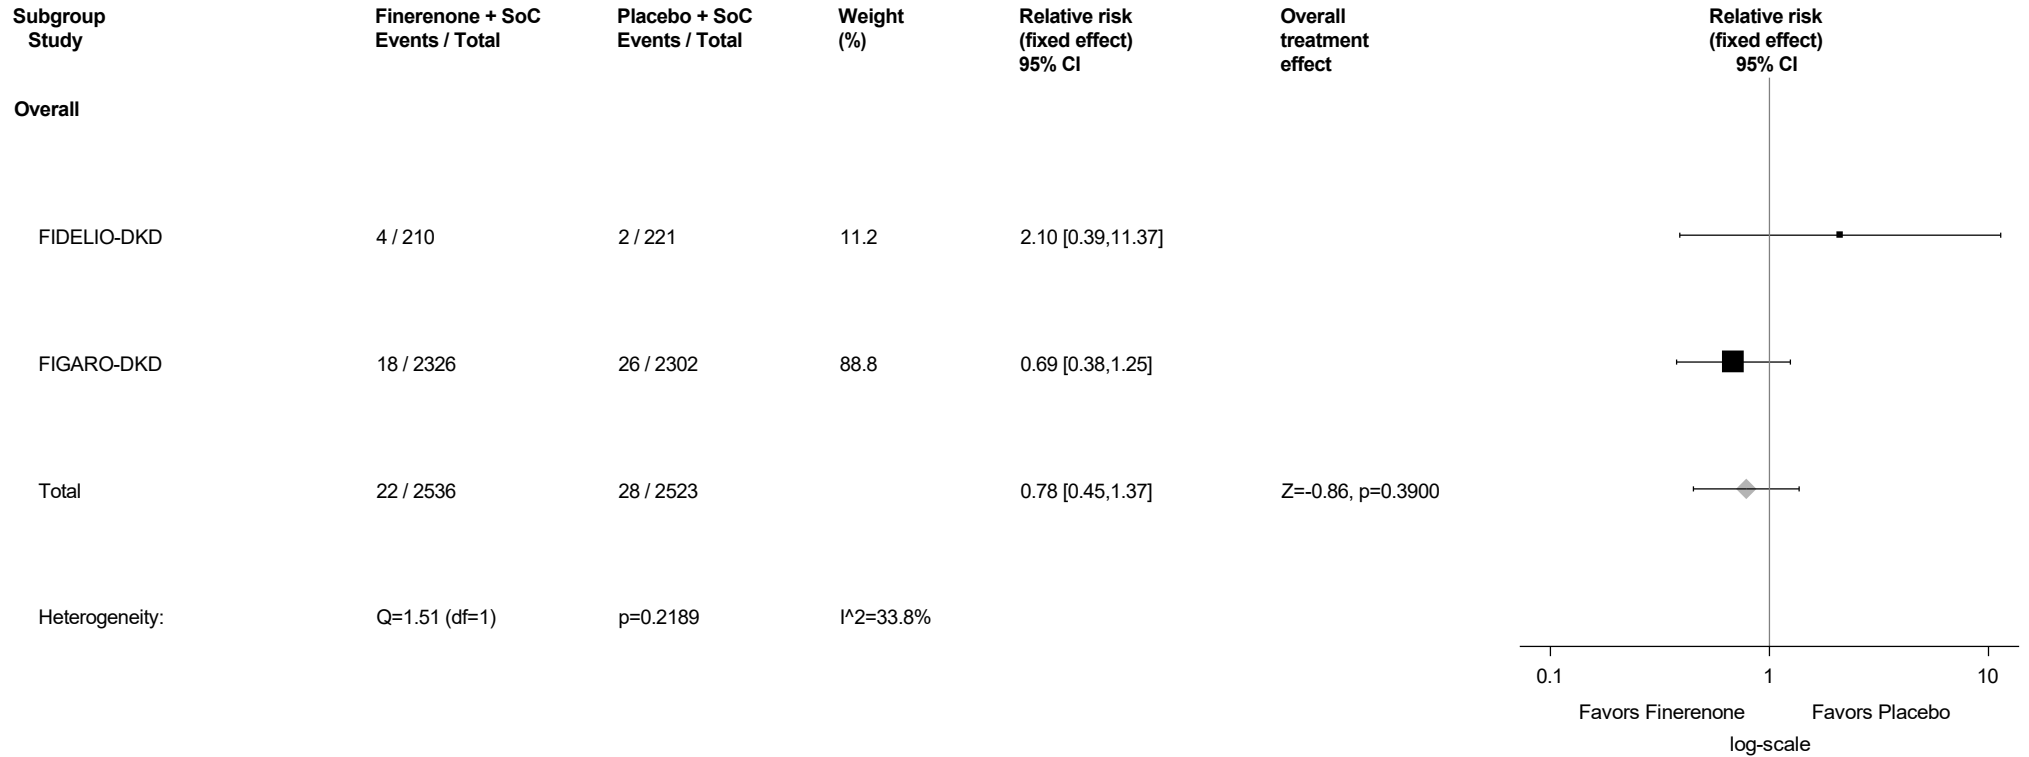 Subgroup Finerenone + SoC Placebo + SoC Weight Relative risk Overall Relative risk
Study Events / Total Events / Total (%) (fixed effect) treatment (fixed effect)
95% CI effect 95% CI
Overall
FIDELIO-DKD 4 / 210 2 / 221 11.2 2.10 [0.39,11.37]
FIGARO-DKD 18 / 2326 26 / 2302 88.8 0.69 [0.38,1.25]
Total 22 / 2536 28 / 2523 0.78 [0.45,1.37] Z=-0.86, p=0.3900
Heterogeneity: Q=1.51 (df=1) p=0.2189 I^2=33.8%
0.1 1 10
Favors Finerenone Favors Placebo
log-scale